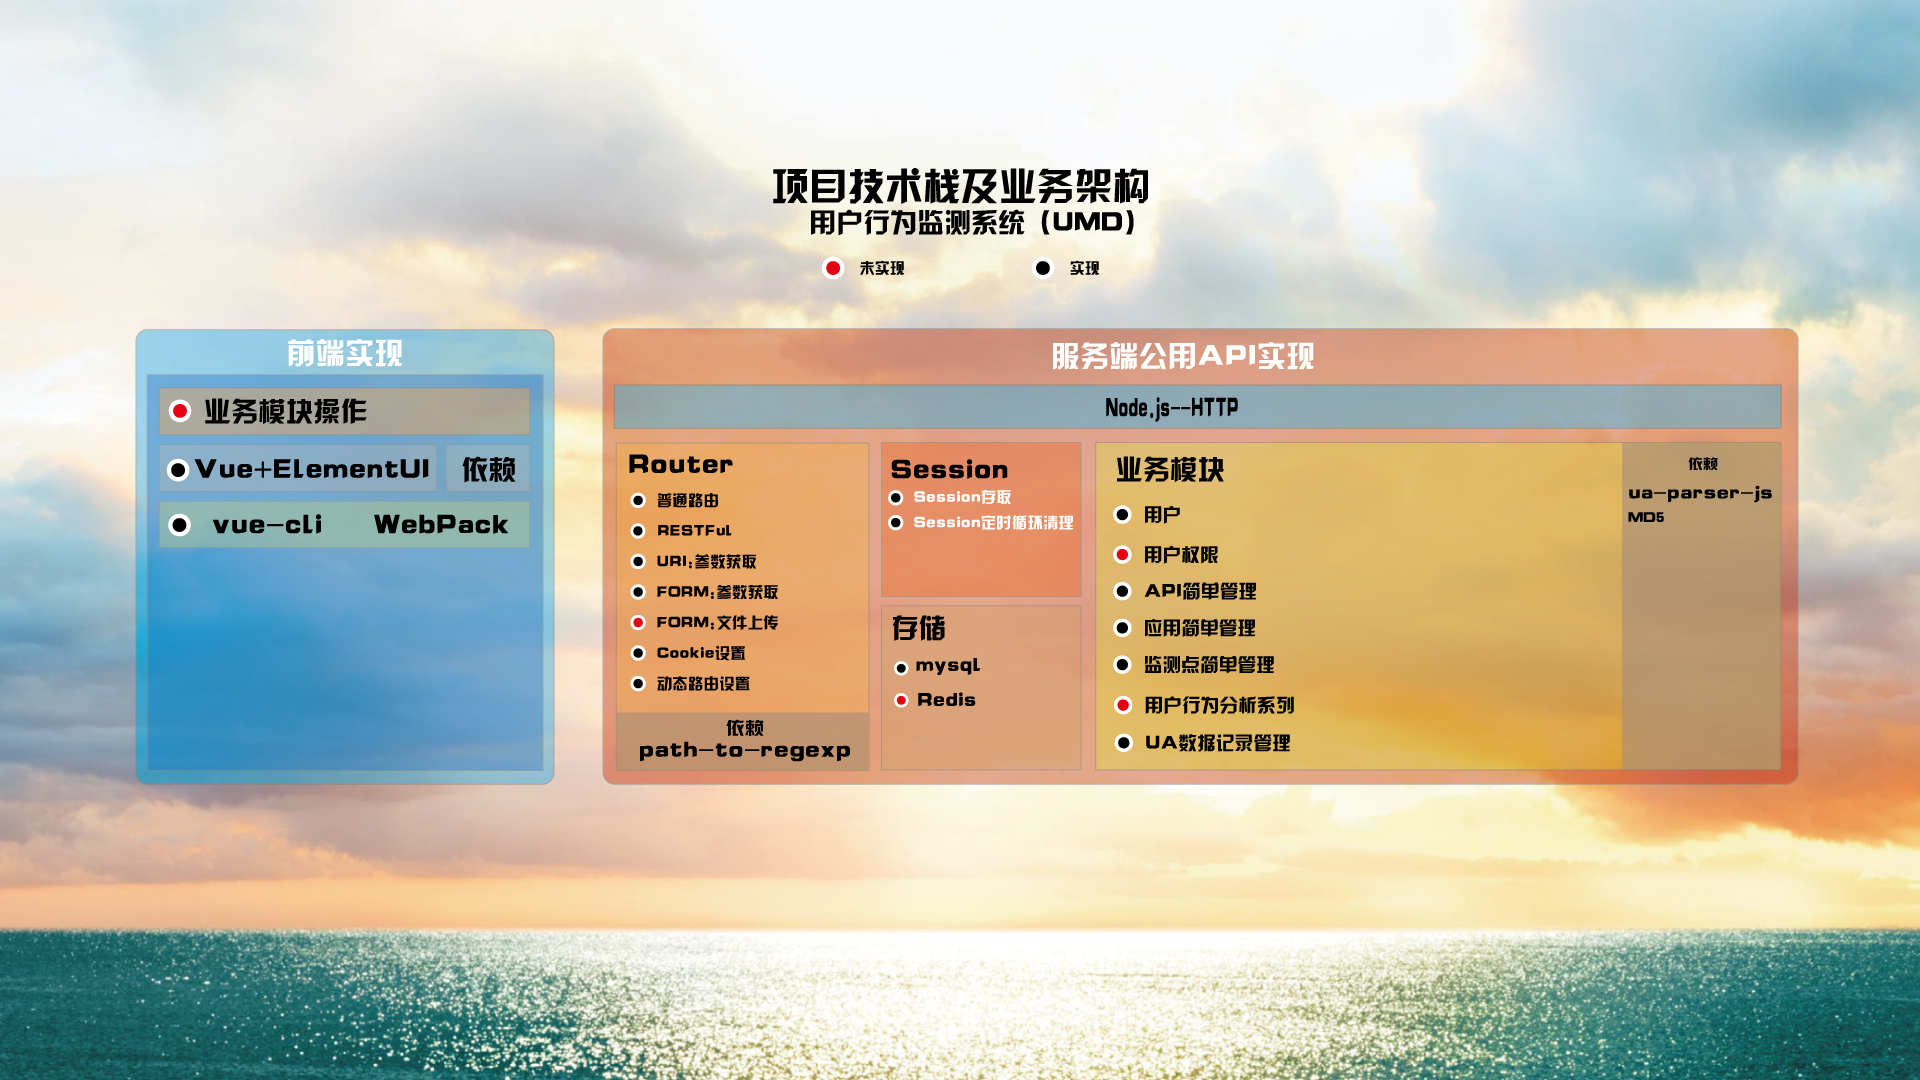 项目技术栈及业务架构
用户行为监测系统（UMD）
未实现
实现
前端实现
业务模块操作
Vue+ElementUI
依赖
vue-cli WebPack
服务端公用API实现
Node.js--HTTP
Router
普通路由
RESTFul
URI:参数获取
FORM:参数获取
FORM:文件上传
Cookie设置
动态路由设置
依赖
path-to-regexp
Session
Session存取
Session定时循环清理
存储
mysql
Redis
业务模块
用户
用户权限
API简单管理
应用简单管理
监测点简单管理
用户行为分析系列
UA数据记录管理
依赖
ua-parser-js
MD5